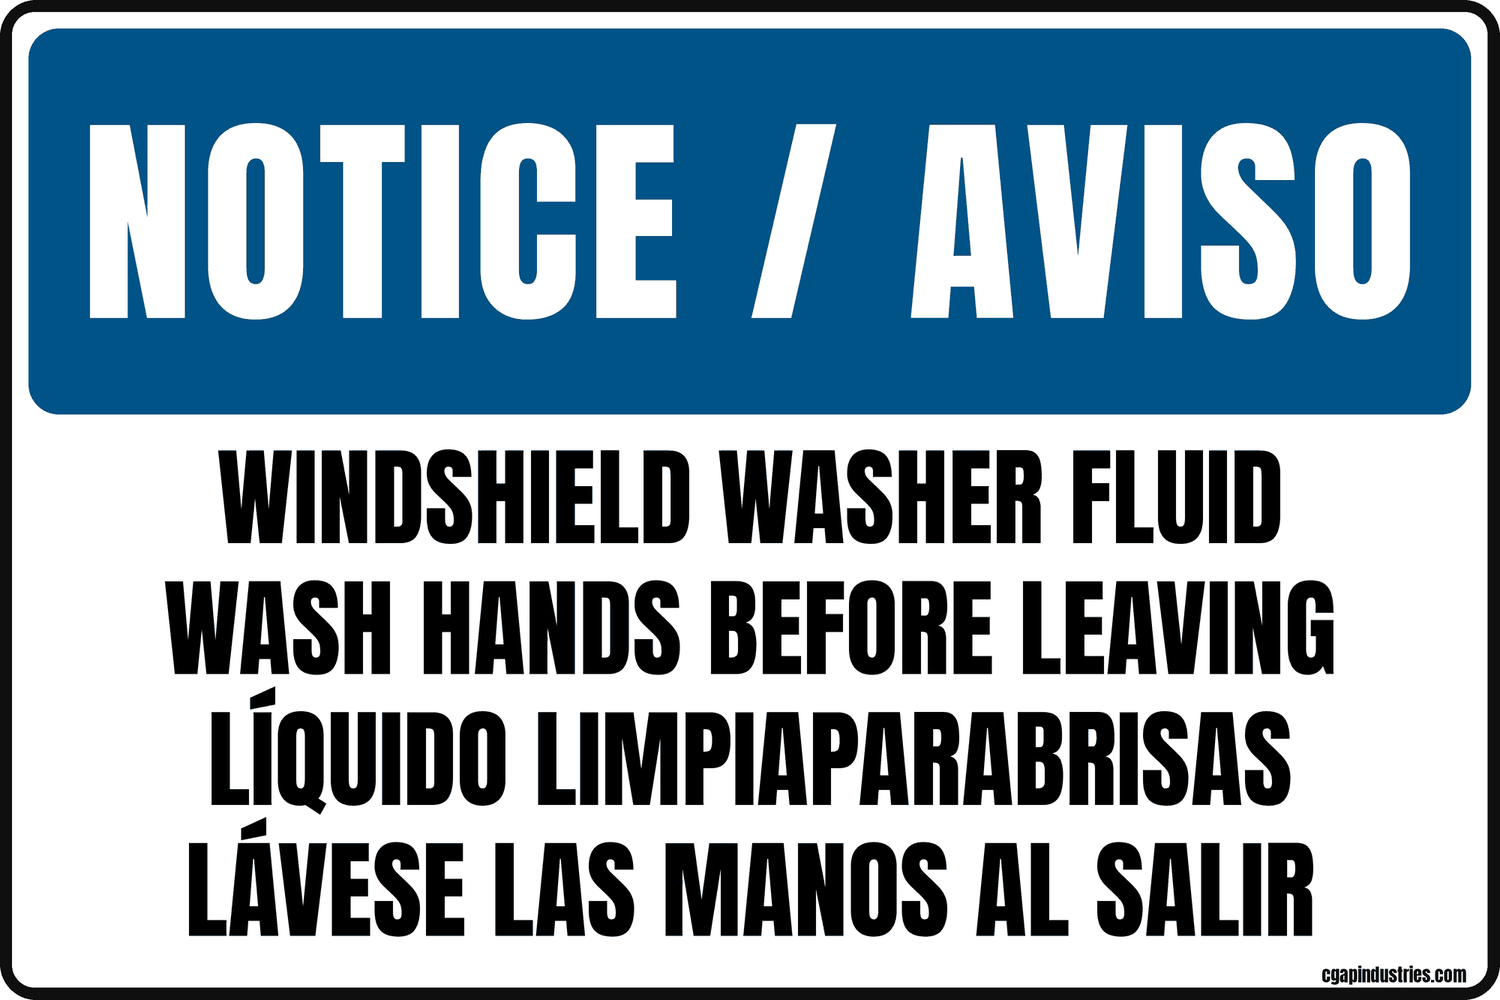 NOTICE / AVISO
WINDSHIELD WASHER FLUID
WASH HANDS BEFORE LEAVING
LÍQUIDO LIMPIAPARABRISAS
LÁVESE LAS MANOS AL SALIR
cgapindustries.com